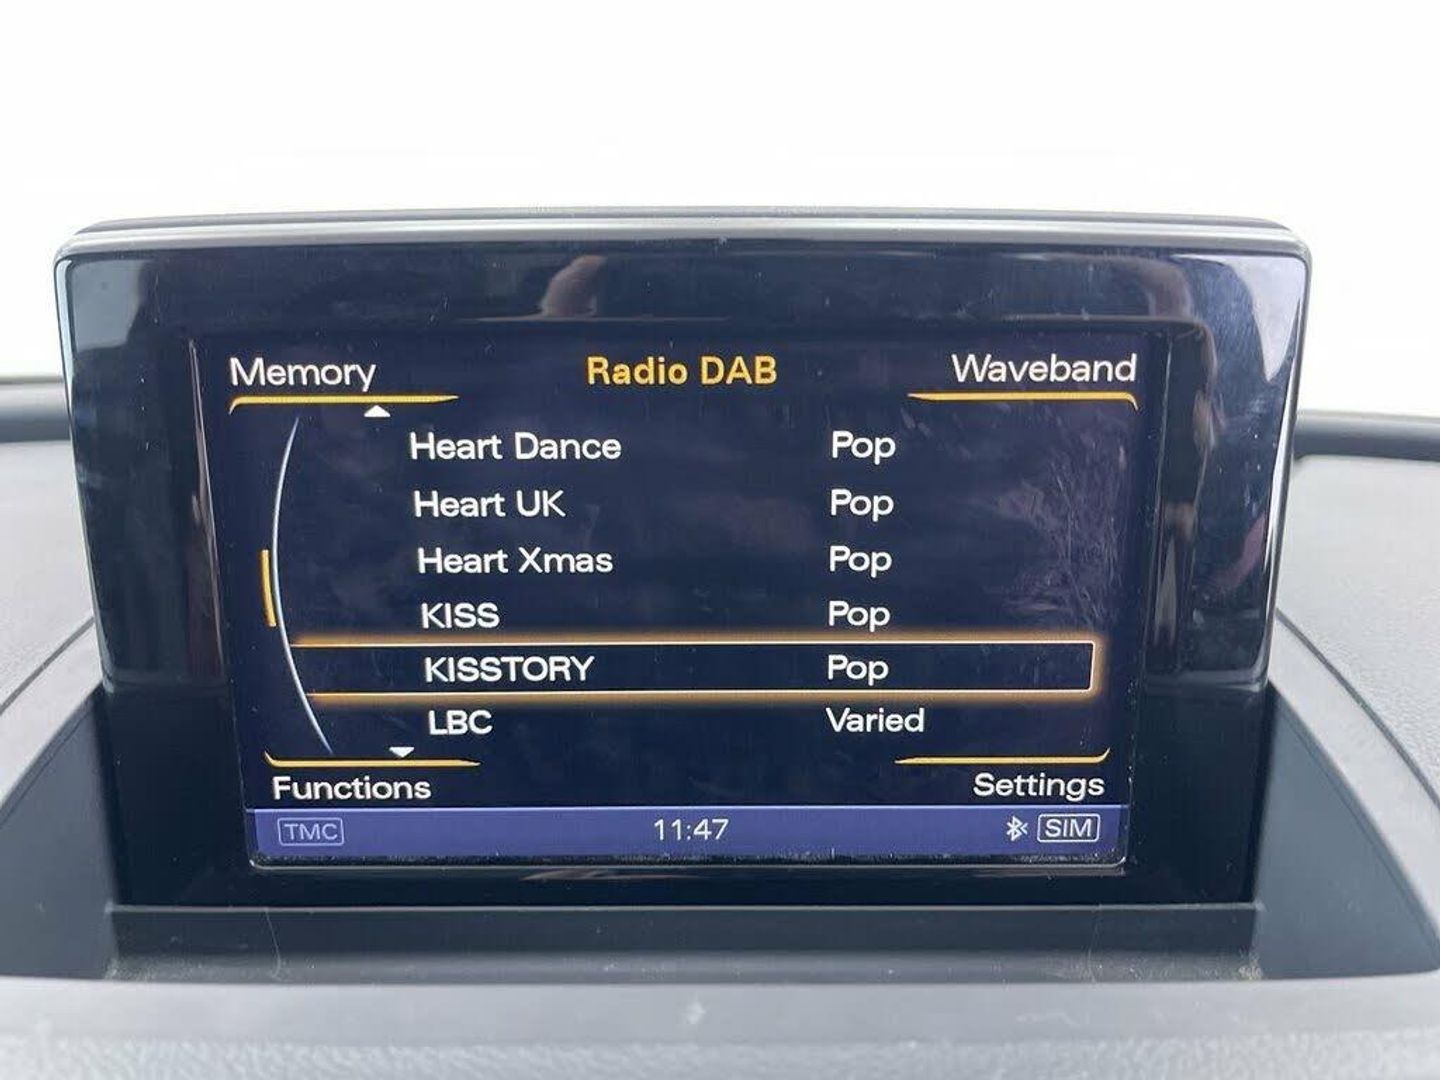 Memory Radio DAB Waveband
Heart Dance Pop
Heart UK Pop
Heart Xmas Pop
KISS Pop
KISSTORY Pop
LBC Varied
Functions Settings
TMC 11:47 SIM